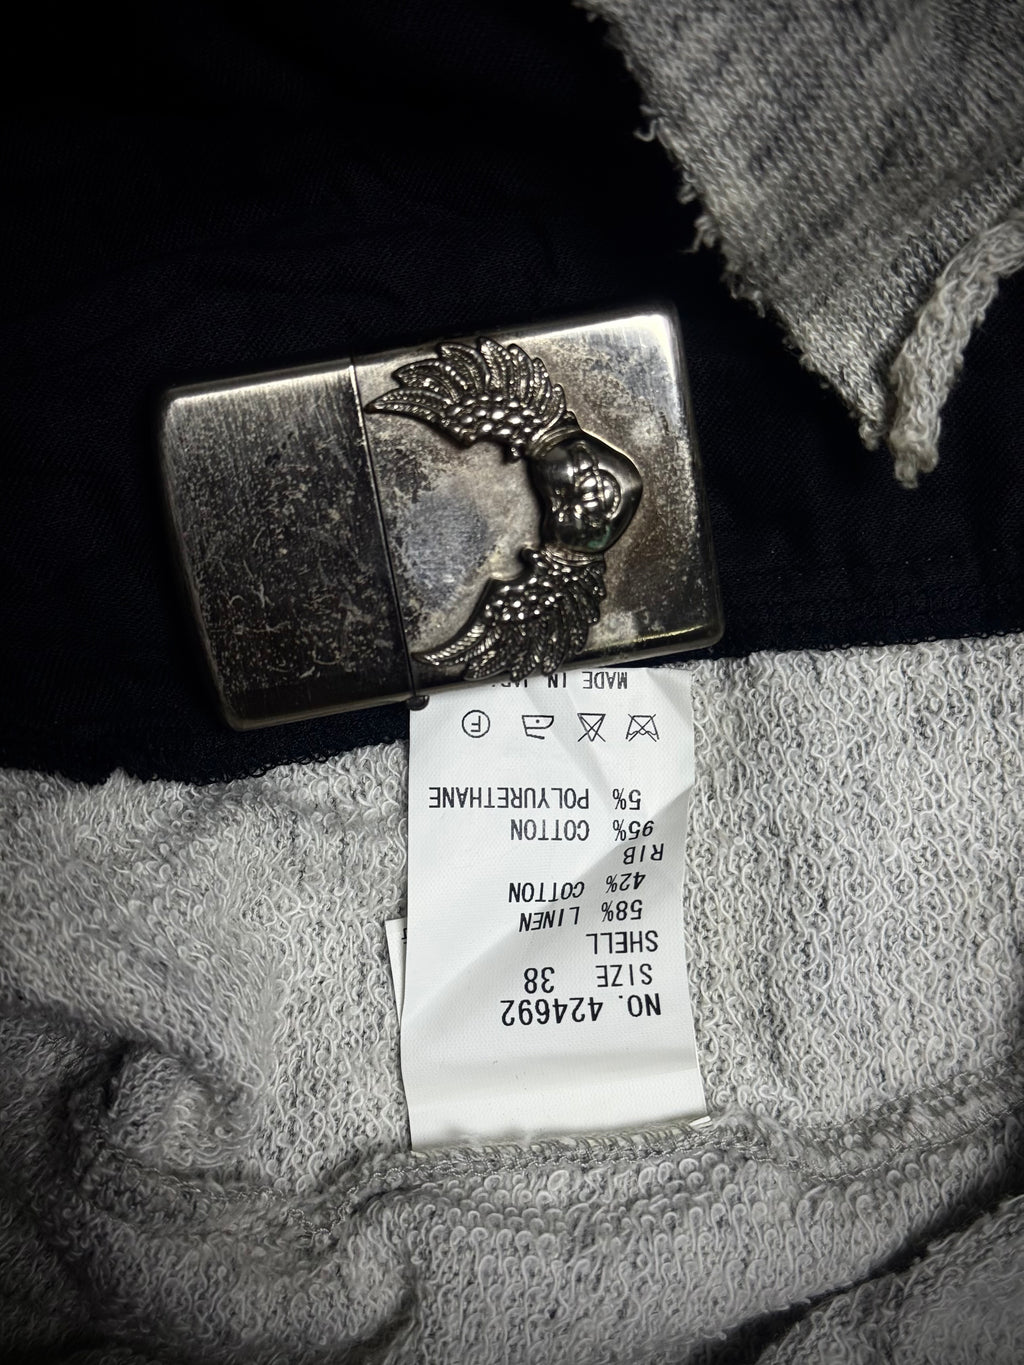 NO. 424692
SIZE 38
SHELL
58% LINEN
42% COTTON
RIB
95% COTTON
5% POLYURETHANE
F
MADE IN